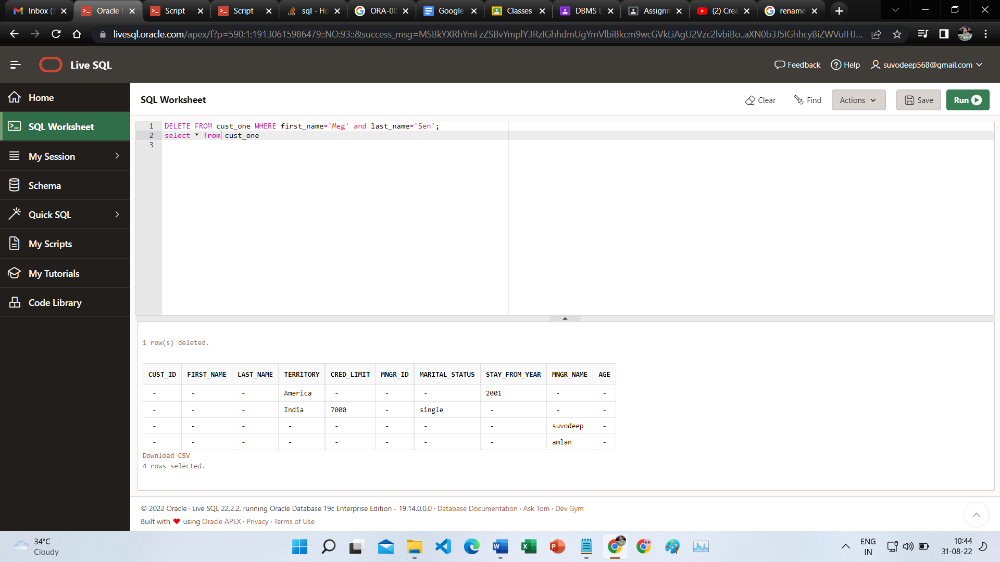 Inbox (3
Oracle
Script
Script
sql - Ho
ORA-00
Google
Classes
DBMS L
Assignm
(2) Crea
rename
livesql.oracle.com/apex/f?p=590:1:19130615986479::NO:93::&success_msg=MSBkYXRhYmFzZSBvYmplY3RzIGhhdmUgYmVlbiBkcm9wcGVkLiAgU2Vzc2lvbiBo.,aXN0b3J5IGhhcyBiZWVuIHJ...
Live SQL
Feedback
Help
suvodeep568@gmail.com
Home
SQL Worksheet
My Session
Schema
Quick SQL
My Scripts
My Tutorials
Code Library
SQL Worksheet
Clear
Find
Actions
Save
Run
1 DELETE FROM cust_one WHERE first_name='Meg' and last_name='Sen';
2 select * from cust_one
3
1 row(s) deleted.
CUST_ID FIRST_NAME LAST_NAME TERRITORY CRED_LIMIT MNGR_ID MARITAL_STATUS STAY_FROM_YEAR MNGR_NAME AGE
- - - America - - - 2001 - -
- - - India 7000 - single - - -
- - - - - - - - suvodeep -
- - - - - - - - amlan -
Download CSV
4 rows selected.
© 2022 Oracle · Live SQL 22.2.2, running Oracle Database 19c Enterprise Edition - 19.14.0.0.0 · Database Documentation · Ask Tom · Dev Gym
Built with ❤ using Oracle APEX · Privacy · Terms of Use
34°C
Cloudy
ENG
IN
10:44
31-08-22